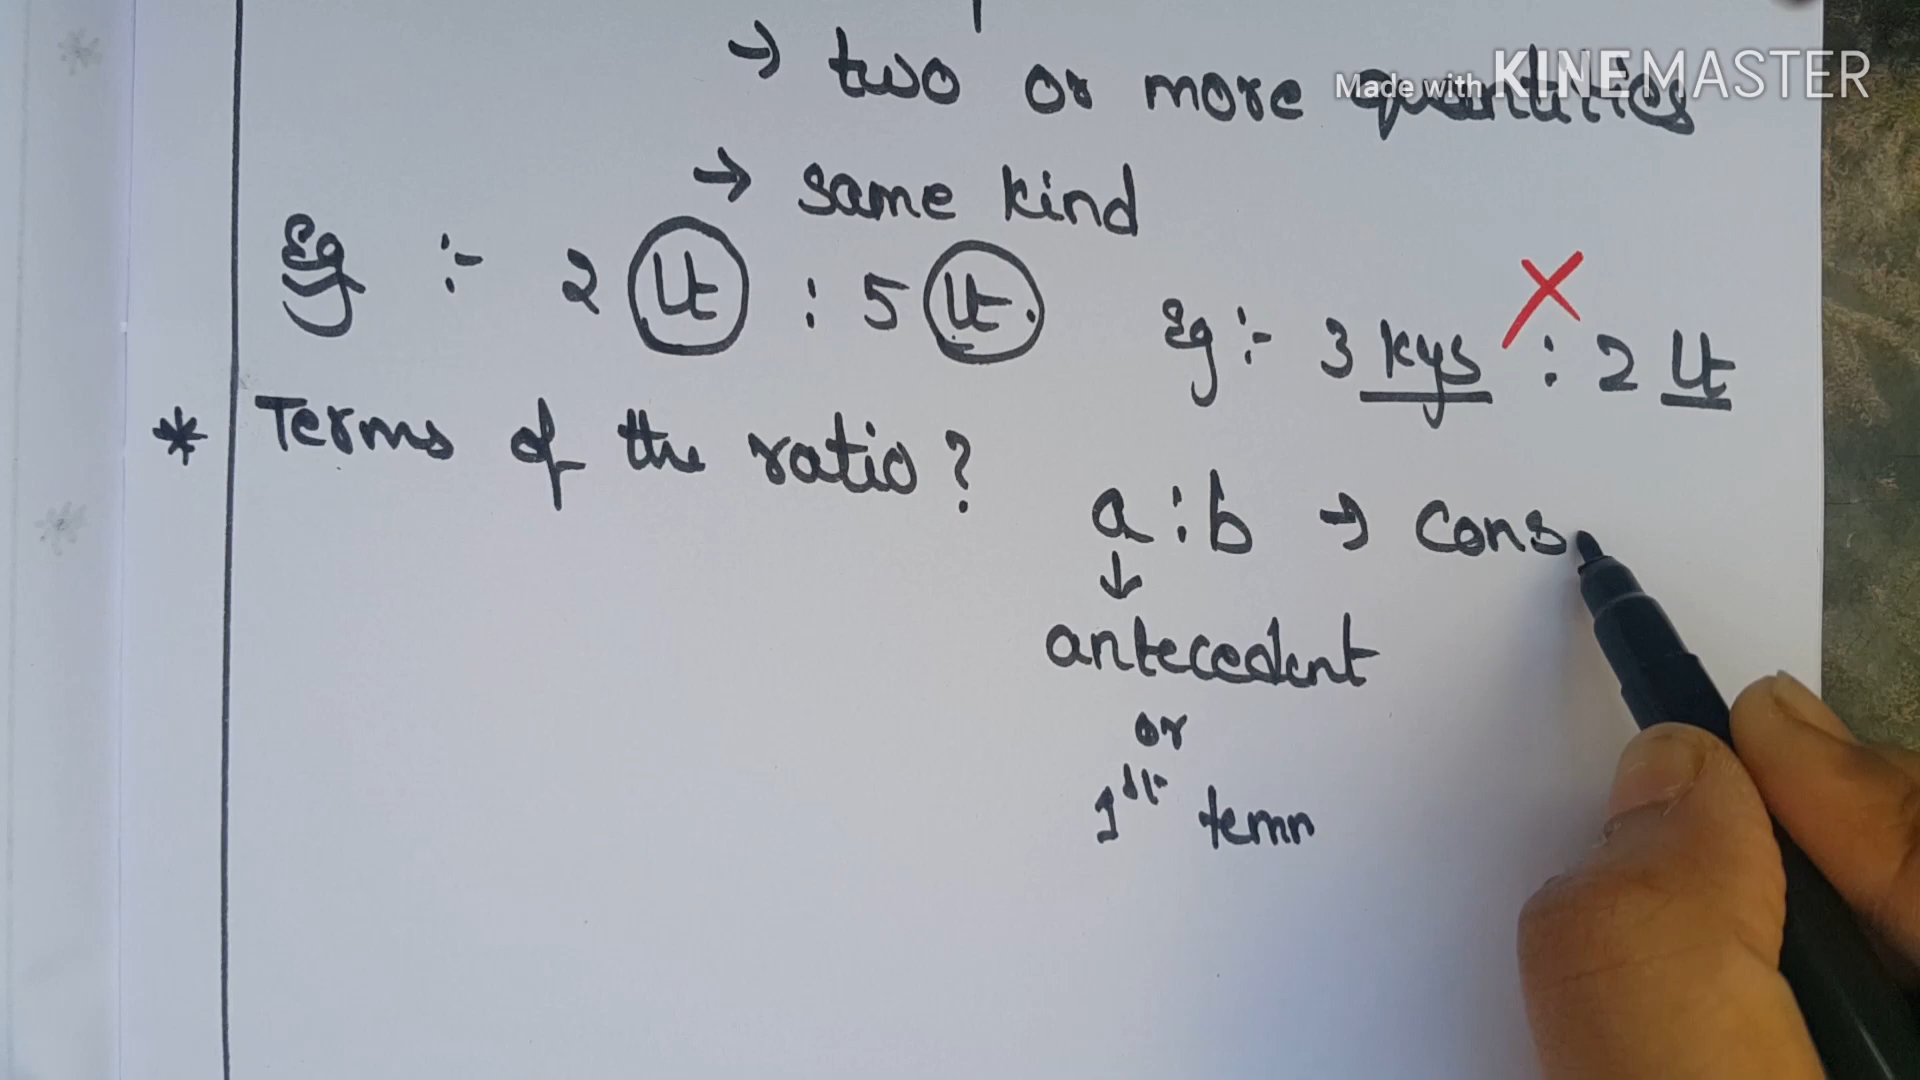 → two or more quantities
Made with KINEMASTER
→ same kind
Eg :- 2 lt : 5 lt.
Eg :- 3 kgs : 2 lt
* Terms of the ratio?
a : b → Cons
↓
antecedent
or
1st term